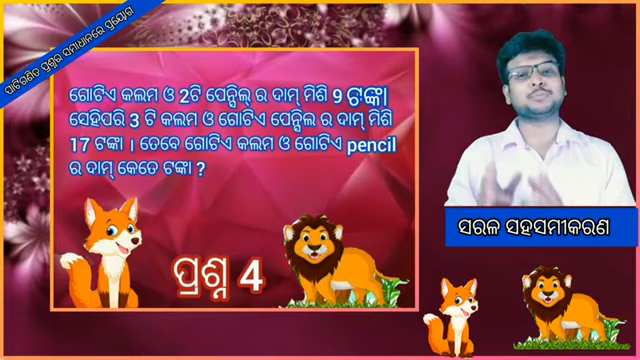 ପାଟିଗଣିତ ପ୍ରଶ୍ନର ସମାଧାନରେ ପ୍ରୟୋଗ
ଗୋଟିଏ କଲମ ଓ 2ଟି ପେନ୍ସିଲ୍ ର ଦାମ୍ ମିଶି 9 ଟଙ୍କା
ସେହିପରି 3 ଟି କଲମ ଓ ଗୋଟିଏ ପେନ୍ସିଲ ର ଦାମ୍ ମିଶି
17 ଟଙ୍କା । ତେବେ ଗୋଟିଏ କଲମ ଓ ଗୋଟିଏ pencil
ର ଦାମ୍ କେତେ ଟଙ୍କା ?
ପ୍ରଶ୍ନ 4
ସରଳ ସହସମୀକରଣ